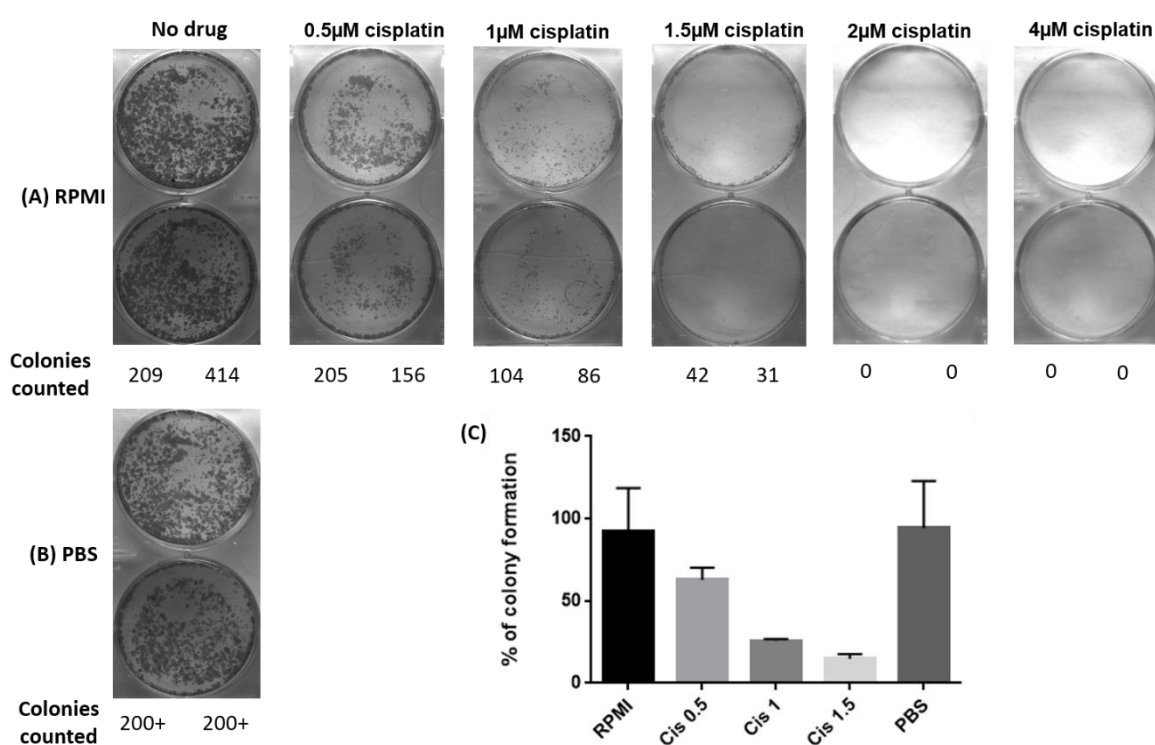 No drug 0.5µM cisplatin 1µM cisplatin 1.5µM cisplatin 2µM cisplatin 4µM cisplatin
(A) RPMI
Colonies
counted
209 414 205 156 104 86 42 31 0 0 0 0
(B) PBS
Colonies
counted
200+ 200+
(C)
% of colony formation
150
100
50
0
RPMI Cis 0.5 Cis 1 Cis 1.5 PBS